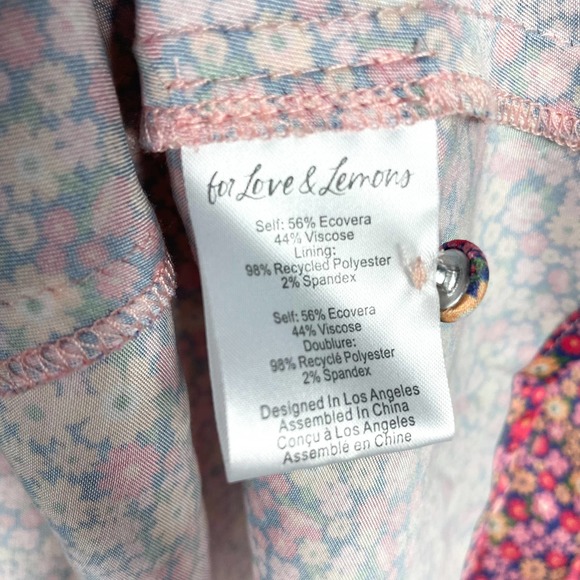 for Love & Lemons
Self: 56% Ecovera
44% Viscose
Lining:
98% Recycled Polyester
2% Spandex
Self: 56% Ecovera
44% Viscose
Doublure:
98% Recyclé Polyester
2% Spandex
Designed In Los Angeles
Assembled In China
Conçu à Los Angeles
Assemblé en Chine